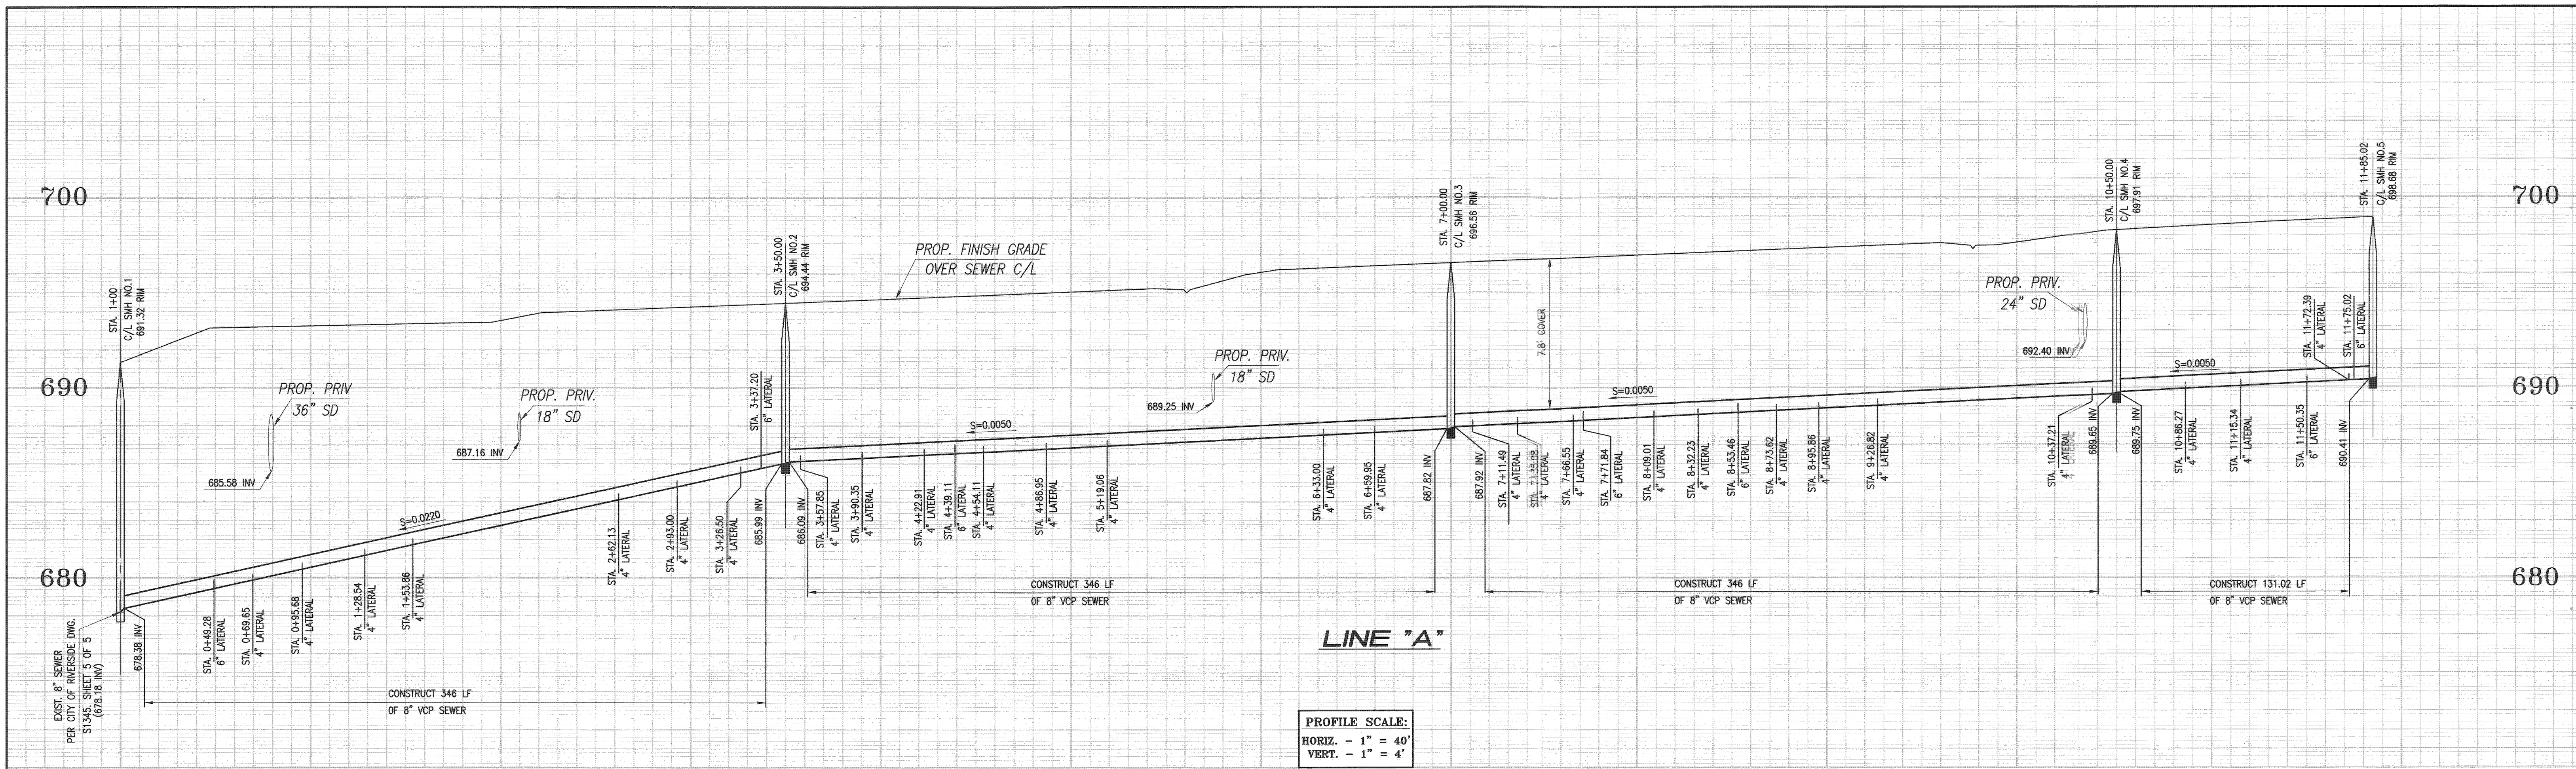 700
700
690
690
680
680
STA. 1+00
C/L SMH NO.1
691.32 RIM
PROP. PRIV
36" SD
685.58 INV
PROP. PRIV.
18" SD
687.16 INV
S=0.0220
EXIST. 8" SEWER
PER CITY OF RIVERSIDE DWG.
S1345. SHEET 5 OF 5
(678.18 INV)
678.38 INV
STA. 0+49.28
6" LATERAL
STA. 0+69.65
4" LATERAL
STA. 0+95.68
4" LATERAL
STA. 1+28.54
4" LATERAL
STA. 1+53.86
4" LATERAL
STA. 2+62.13
4" LATERAL
STA. 2+93.00
4" LATERAL
STA. 3+26.50
4" LATERAL
STA. 3+37.20
6" LATERAL
685.99 INV
CONSTRUCT 346 LF
OF 8" VCP SEWER
STA. 3+50.00
C/L SMH NO.2
694.44 RIM
PROP. FINISH GRADE
OVER SEWER C/L
686.09 INV
STA. 3+57.85
4" LATERAL
STA. 3+90.35
4" LATERAL
STA. 4+22.91
4" LATERAL
STA. 4+39.11
6" LATERAL
STA. 4+54.11
4" LATERAL
STA. 4+86.95
4" LATERAL
STA. 5+19.06
4" LATERAL
S=0.0050
PROP. PRIV.
18" SD
689.25 INV
STA. 6+33.00
4" LATERAL
STA. 6+59.95
4" LATERAL
687.82 INV
CONSTRUCT 346 LF
OF 8" VCP SEWER
STA. 7+00.00
C/L SMH NO.3
696.56 RIM
7.8' COVER
687.92 INV
STA. 7+11.49
4" LATERAL
4" LATERAL
STA. 7+66.55
4" LATERAL
STA. 7+71.84
6" LATERAL
STA. 8+09.01
4" LATERAL
STA. 8+32.23
4" LATERAL
STA. 8+53.46
6" LATERAL
STA. 8+73.62
4" LATERAL
STA. 8+95.86
4" LATERAL
STA. 9+26.82
4" LATERAL
S=0.0050
PROP. PRIV.
24" SD
692.40 INV
STA. 10+37.21
4" LATERAL
689.65 INV
CONSTRUCT 346 LF
OF 8" VCP SEWER
STA. 10+50.00
C/L SMH NO.4
697.91 RIM
689.75 INV
S=0.0050
STA. 10+86.27
4" LATERAL
STA. 11+15.34
4" LATERAL
STA. 11+50.35
6" LATERAL
STA. 11+72.39
4" LATERAL
STA. 11+75.02
6" LATERAL
690.41 INV
STA. 11+85.02
C/L SMH NO.5
698.68 RIM
CONSTRUCT 131.02 LF
OF 8" VCP SEWER
LINE "A"
PROFILE SCALE:
HORIZ. - 1" = 40'
VERT. - 1" = 4'